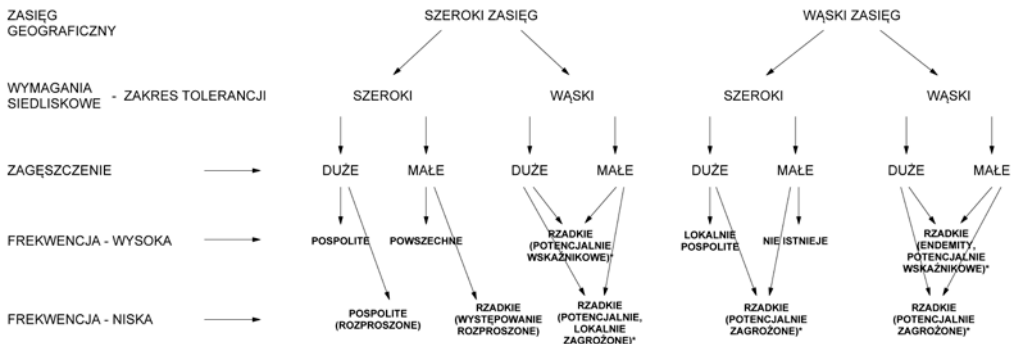 ZASIĘG
GEOGRAFICZNY
SZEROKI ZASIĘG
WĄSKI ZASIĘG
WYMAGANIA
SIEDLISKOWE - ZAKRES TOLERANCJI
SZEROKI
WĄSKI
SZEROKI
WĄSKI
ZAGĘSZCZENIE
DUŻE
MAŁE
DUŻE
MAŁE
DUŻE
MAŁE
DUŻE
MAŁE
FREKWENCJA - WYSOKA
POSPOLITE
POWSZECHNE
RZADKIE
(POTENCJALNIE
WSKAŹNIKOWE)*
LOKALNIE
POSPOLITE
NIE ISTNIEJE
RZADKIE
(ENDEMITY,
POTENCJALNIE
WSKAŹNIKOWE)*
FREKWENCJA - NISKA
POSPOLITE
(ROZPROSZONE)
RZADKIE
(WYSTĘPOWANIE
ROZPROSZONE)
RZADKIE
(POTENCJALNIE,
LOKALNIE
ZAGROŻONE)*
RZADKIE
(POTENCJALNIE
ZAGROŻONE)*
RZADKIE
(POTENCJALNIE
ZAGROŻONE)*